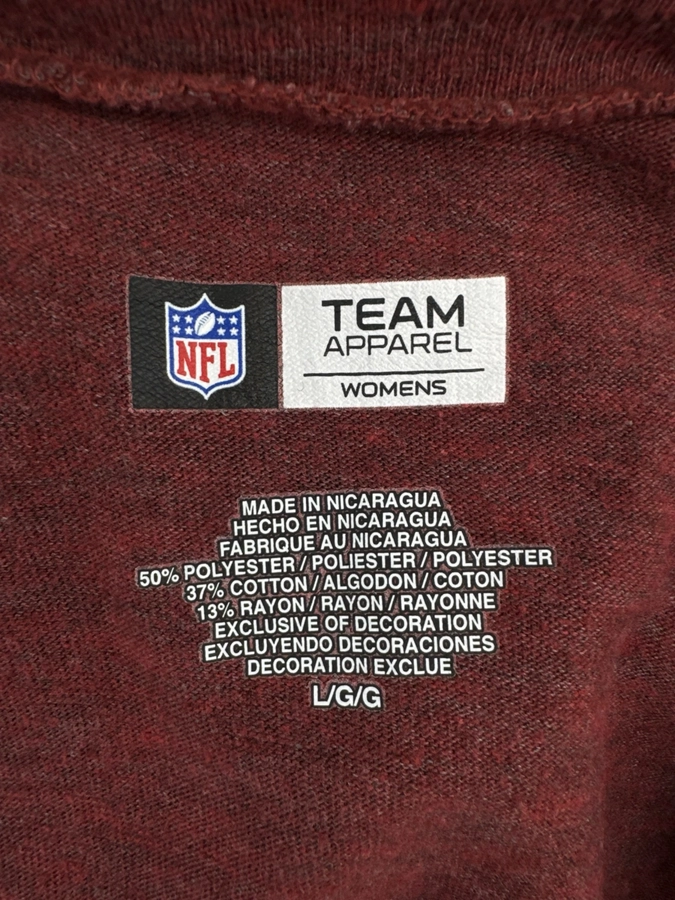 NFL
TEAM
APPAREL
WOMENS
MADE IN NICARAGUA
HECHO EN NICARAGUA
FABRIQUE AU NICARAGUA
50% POLYESTER / POLIESTER / POLYESTER
37% COTTON / ALGODON / COTON
13% RAYON / RAYON / RAYONNE
EXCLUSIVE OF DECORATION
EXCLUYENDO DECORACIONES
DECORATION EXCLUE
L/G/G